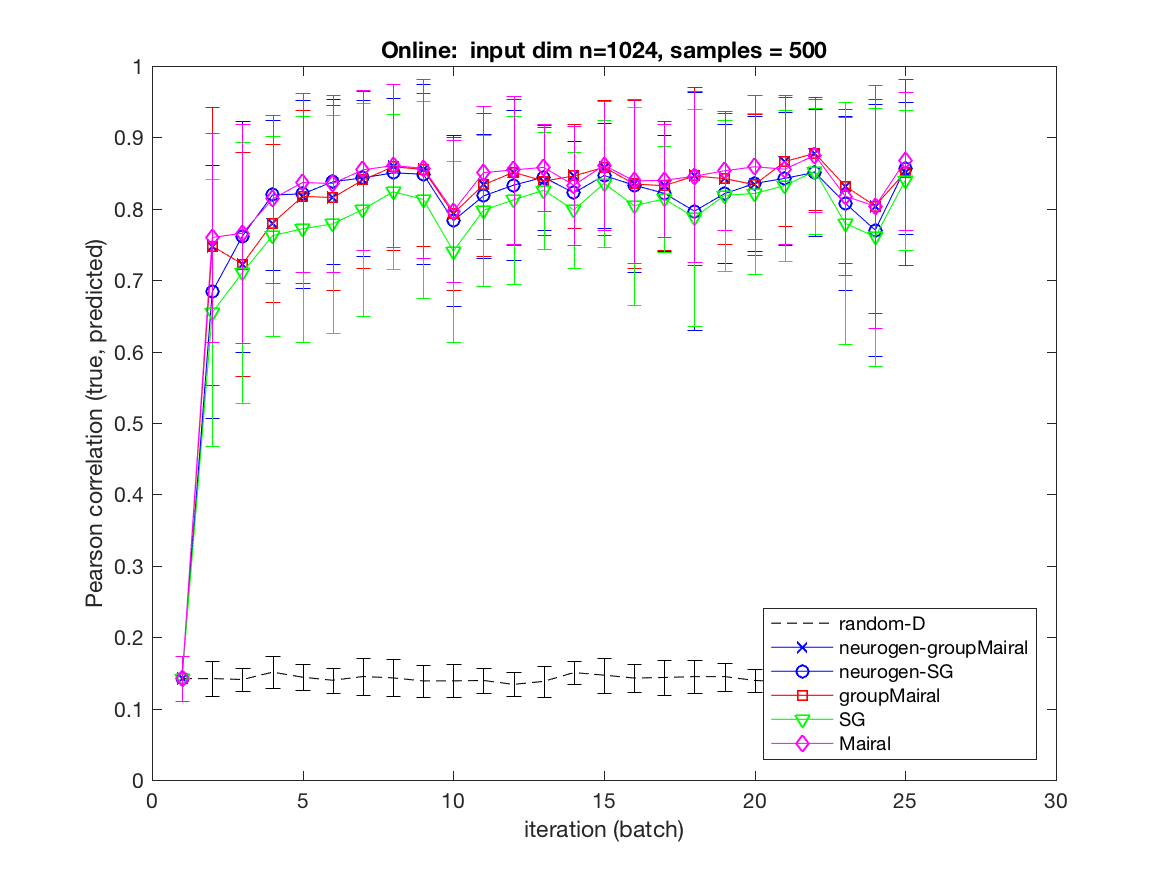 Online:  input dim n=1024, samples = 500
Pearson correlation (true, predicted)
1
0.9
0.8
0.7
0.6
0.5
0.4
0.3
0.2
0.1
0
random-D
neurogen-groupMairal
neurogen-SG
groupMairal
SG
Mairal
0 5 10 15 20 25 30
iteration (batch)